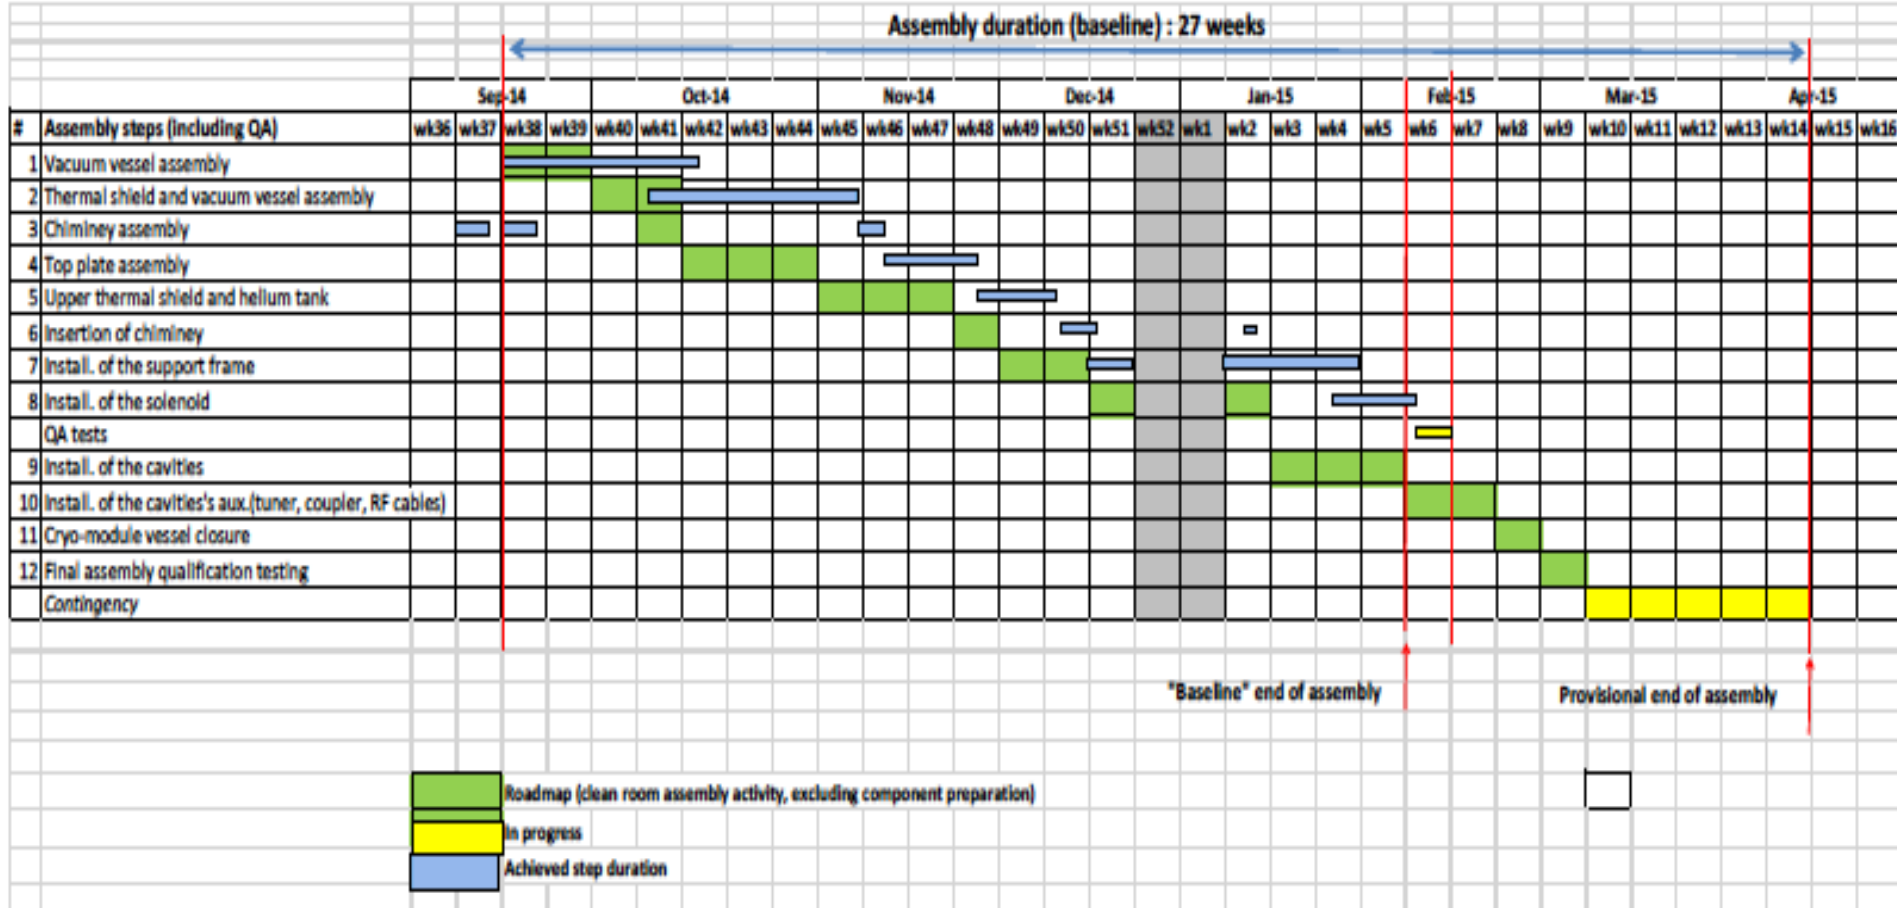 Assembly duration (baseline) : 27 weeks
Sep-14 Oct-14 Nov-14 Dec-14 Jan-15 Feb-15 Mar-15 Apr-15
# Assembly steps (including QA) wk36 wk37 wk38 wk39 wk40 wk41 wk42 wk43 wk44 wk45 wk46 wk47 wk48 wk49 wk50 wk51 wk52 wk1 wk2 wk3 wk4 wk5 wk6 wk7 wk8 wk9 wk10 wk11 wk12 wk13 wk14 wk15 wk16
1 Vacuum vessel assembly
2 Thermal shield and vacuum vessel assembly
3 Chiminey assembly
4 Top plate assembly
5 Upper thermal shield and helium tank
6 Insertion of chiminey
7 Install. of the support frame
8 Install. of the solenoid
QA tests
9 Install. of the cavities
10 Install. of the cavities's aux.(tuner, coupler, RF cables)
11 Cryo-module vessel closure
12 Final assembly qualification testing
Contingency
"Baseline" end of assembly
Provisional end of assembly
Roadmap (clean room assembly activity, excluding component preparation)
In progress
Achieved step duration